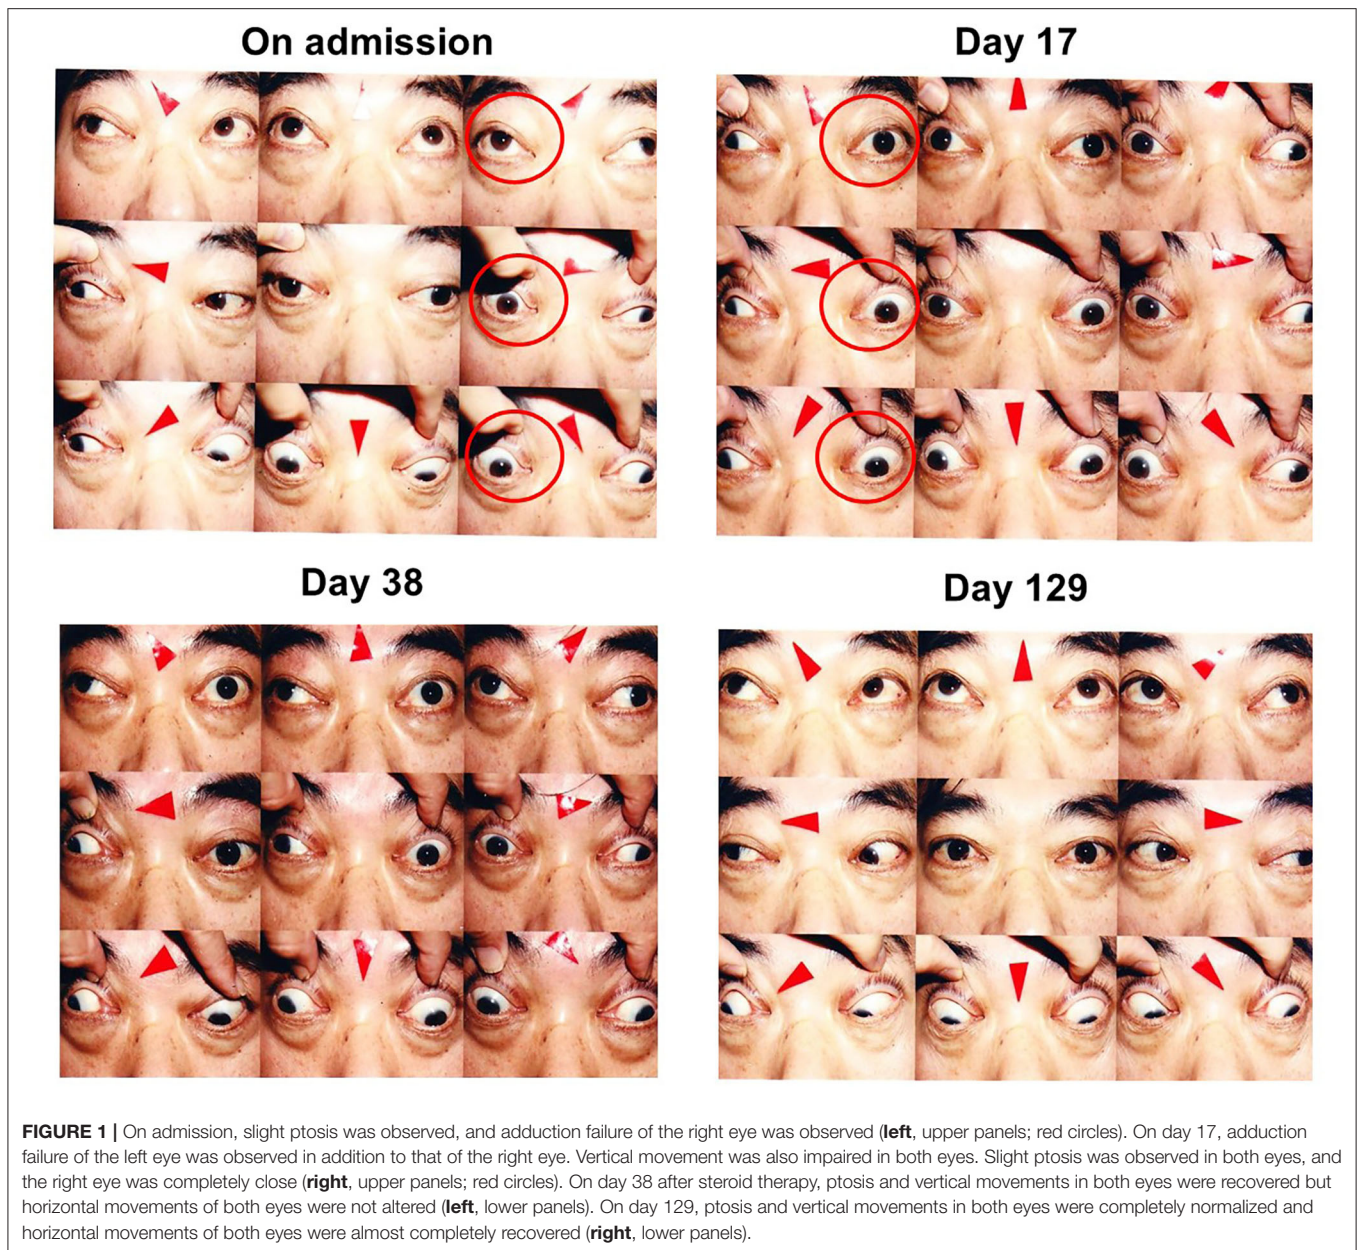 On admission
Day 17
Day 38
Day 129
FIGURE 1 | On admission, slight ptosis was observed, and adduction failure of the right eye was observed (left, upper panels; red circles). On day 17, adduction
failure of the left eye was observed in addition to that of the right eye. Vertical movement was also impaired in both eyes. Slight ptosis was observed in both eyes, and
the right eye was completely close (right, upper panels; red circles). On day 38 after steroid therapy, ptosis and vertical movements in both eyes were recovered but
horizontal movements of both eyes were not altered (left, lower panels). On day 129, ptosis and vertical movements in both eyes were completely normalized and
horizontal movements of both eyes were almost completely recovered (right, lower panels).